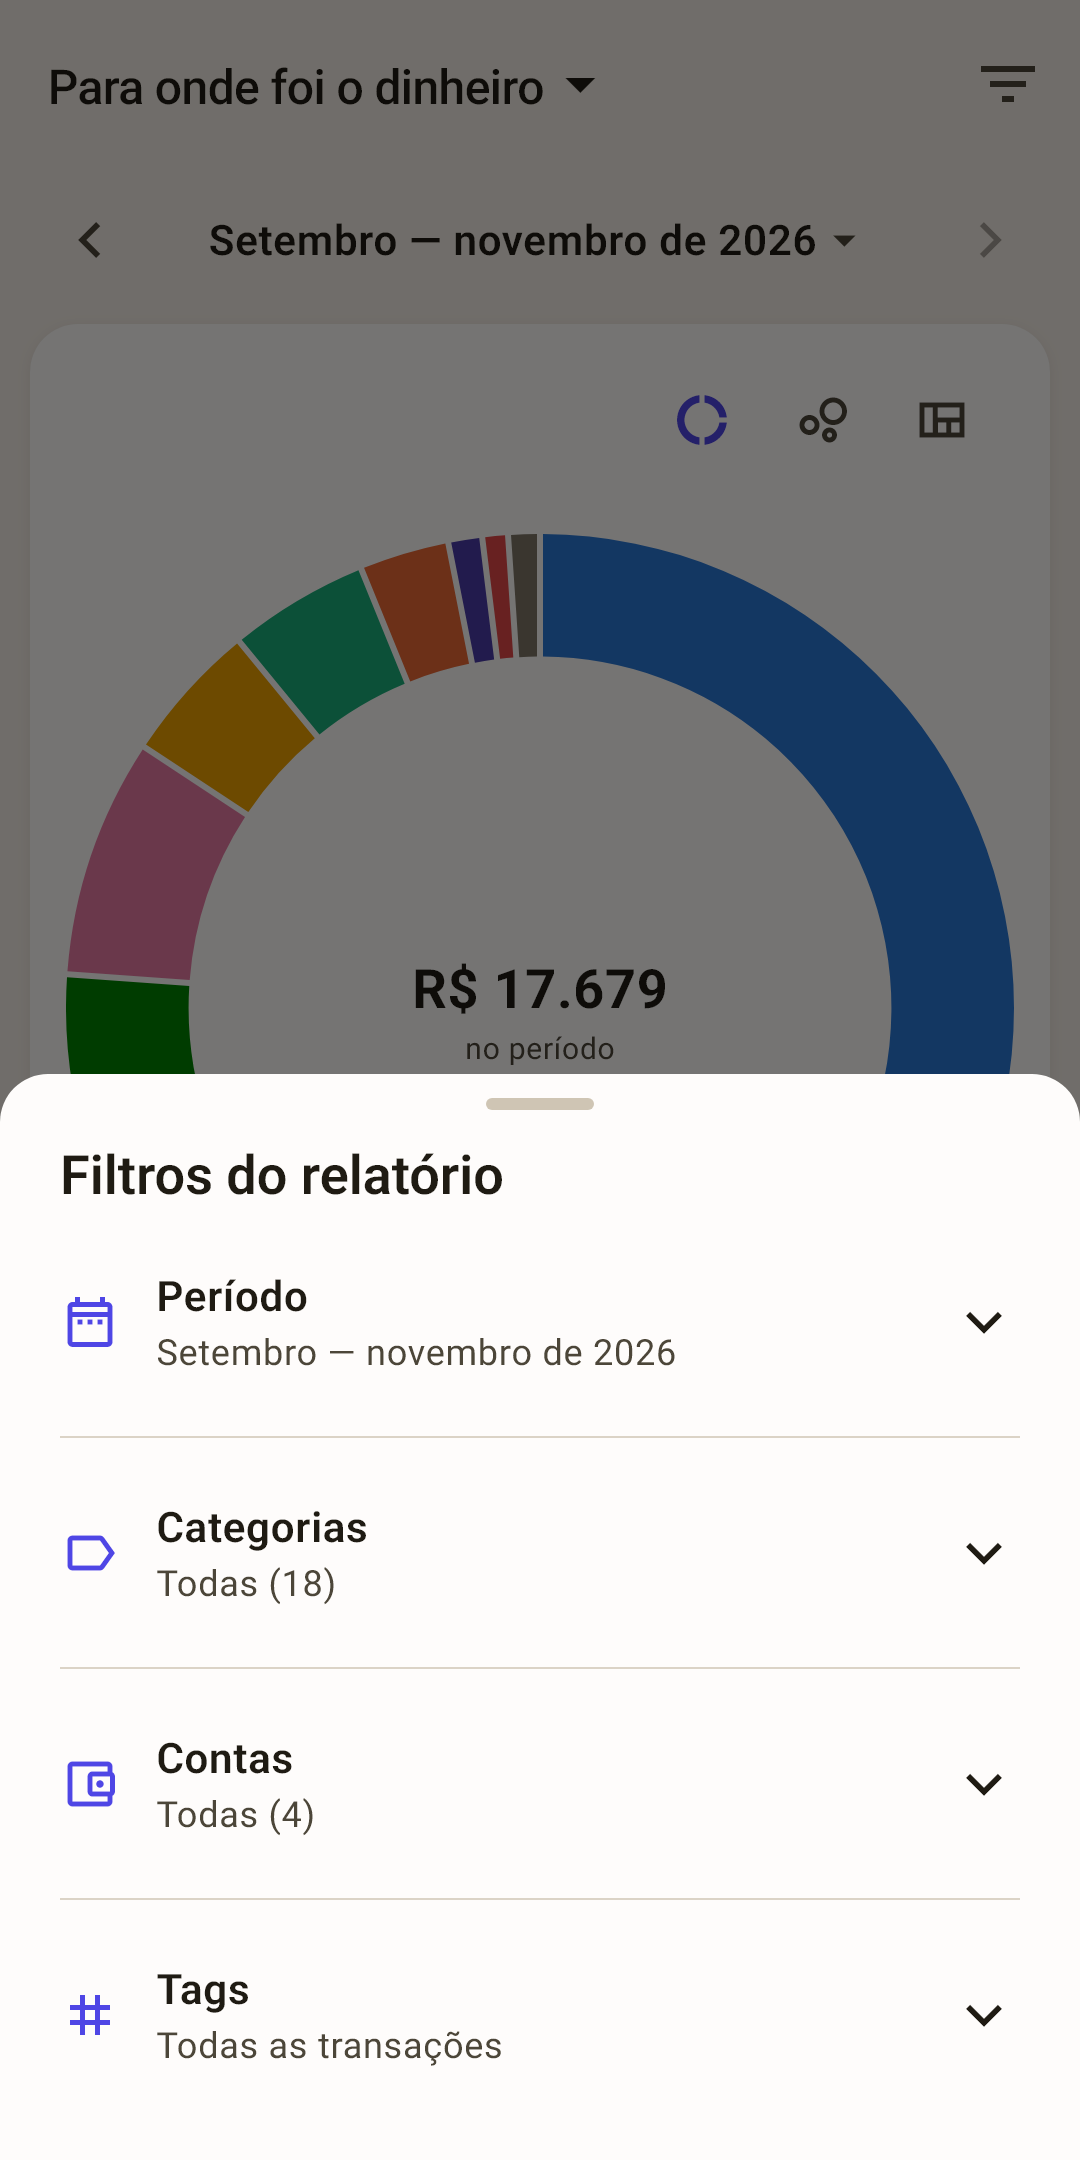 Para onde foi o dinheiro
Setembro — novembro de 2026
R$ 17.679
no período
Filtros do relatório
Período
Setembro — novembro de 2026
Categorias
Todas (18)
Contas
Todas (4)
Tags
Todas as transações